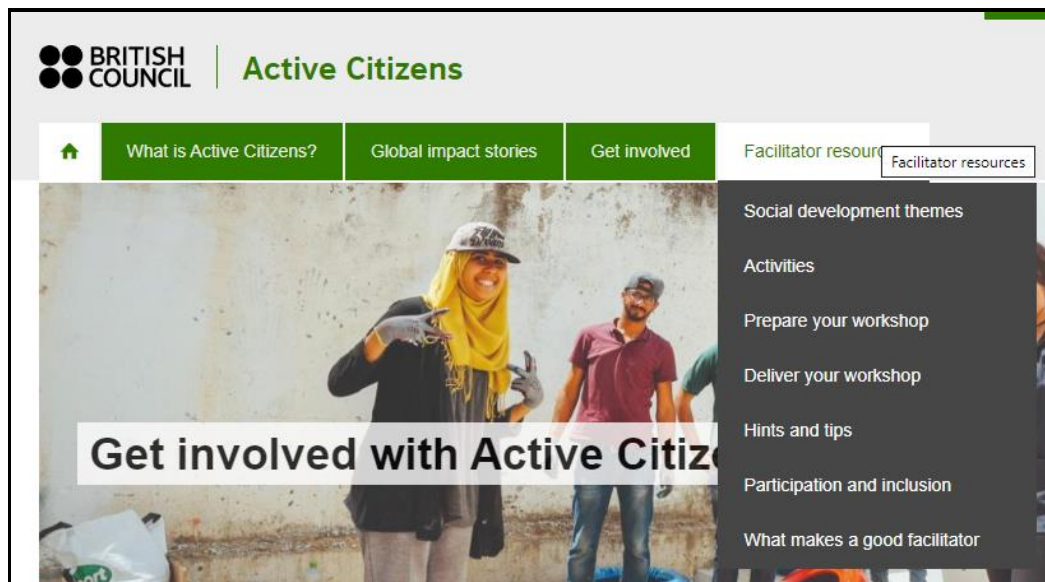 BRITISH
COUNCIL
Active Citizens
What is Active Citizens?
Global impact stories
Get involved
Facilitator resour
Facilitator resources
Social development themes
Activities
Prepare your workshop
Deliver your workshop
Hints and tips
Participation and inclusion
What makes a good facilitator
Get involved with Active Citiz
port